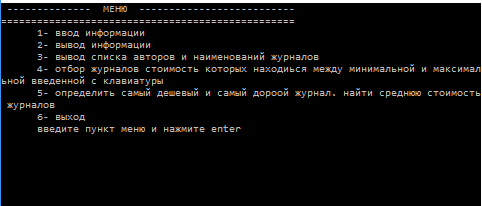 -------------- МЕНЮ --------------------------
=================================================
1- ввод информации
2- вывод информации
3- вывод списка авторов и наименований журналов
4- отбор журналов стоимость которых находиься между минимальной и максимал
ьной введенной с клавиатуры
5- определить самый дешевый и самый дороой журнал. найти среднюю стоимость
журналов
6- выход
введите пункт меню и нажмите enter